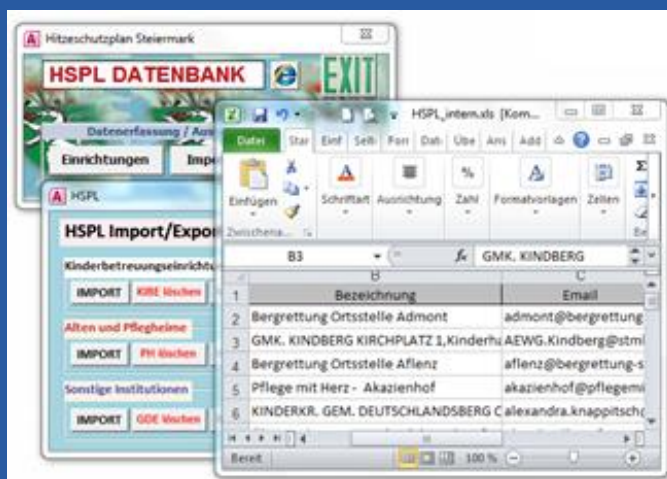 Hitzeschutzplan Steiermark
HSPL DATENBANK
EXIT
Datenerfassung / Aus
Einrichtungen
HSPL
HSPL Import/Expor
Kinderbetreuungseinricht
IMPORT KIBE löschen
Alten und Pflegheime
IMPORT PH löschen
Sonstige Institutionen
IMPORT GDE löschen
HSPL_intern.xls [Kom...
Datei Star Einf Seit Forr Dat Übe Ans Add
Einfügen Schriftart Ausrichtung Zahl Formatvorlagen Zellen
Zwischena...
B3 fx GMK. KINDBERG
B C
1 Bezeichnung Email
2 Bergrettung Ortsstelle Admont admont@bergrettung
3 GMK. KINDBERG KIRCHPLATZ 1,Kinderha AEWG.Kindberg@stml
4 Bergrettung Ortsstelle Aflenz aflenz@bergrettung-s
5 Pflege mit Herz - Akazienhof akazienhof@pflegemi
6 KINDERKR. GEM. DEUTSCHLANDSBERG C alexandra.knappitsch
Bereit 100 %